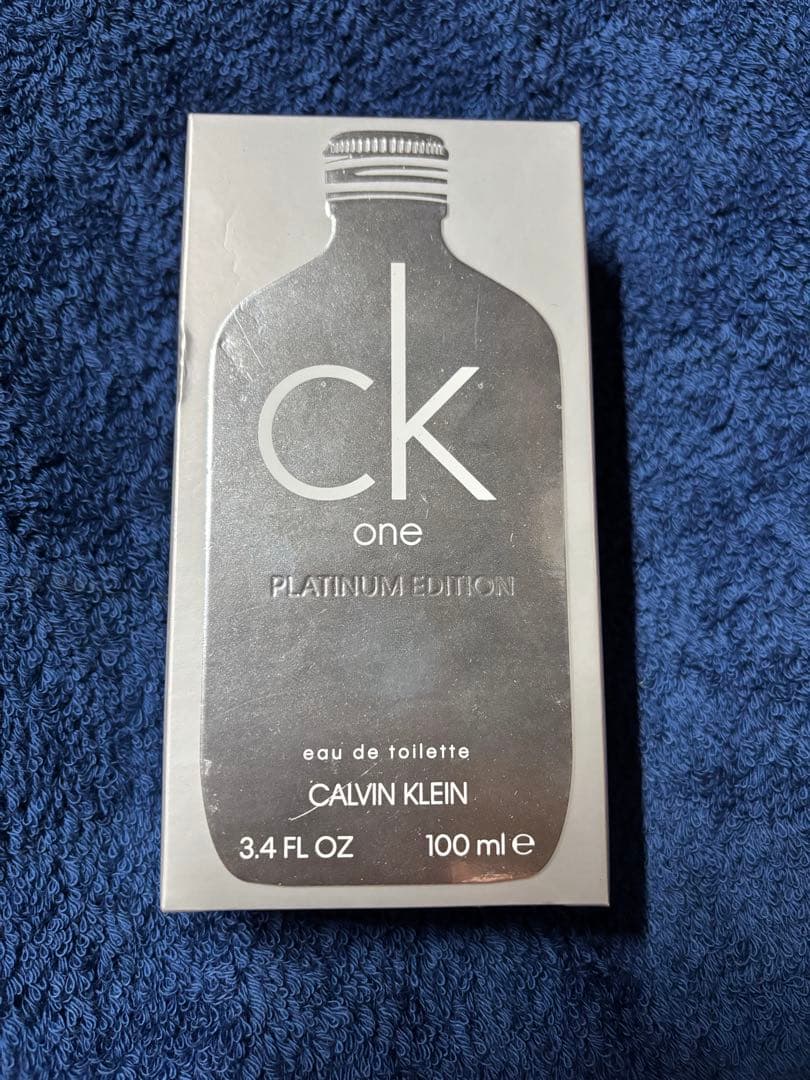 ck
one
PLATINUM EDITION
eau de toilette
CALVIN KLEIN
3.4 FL OZ 100 ml e